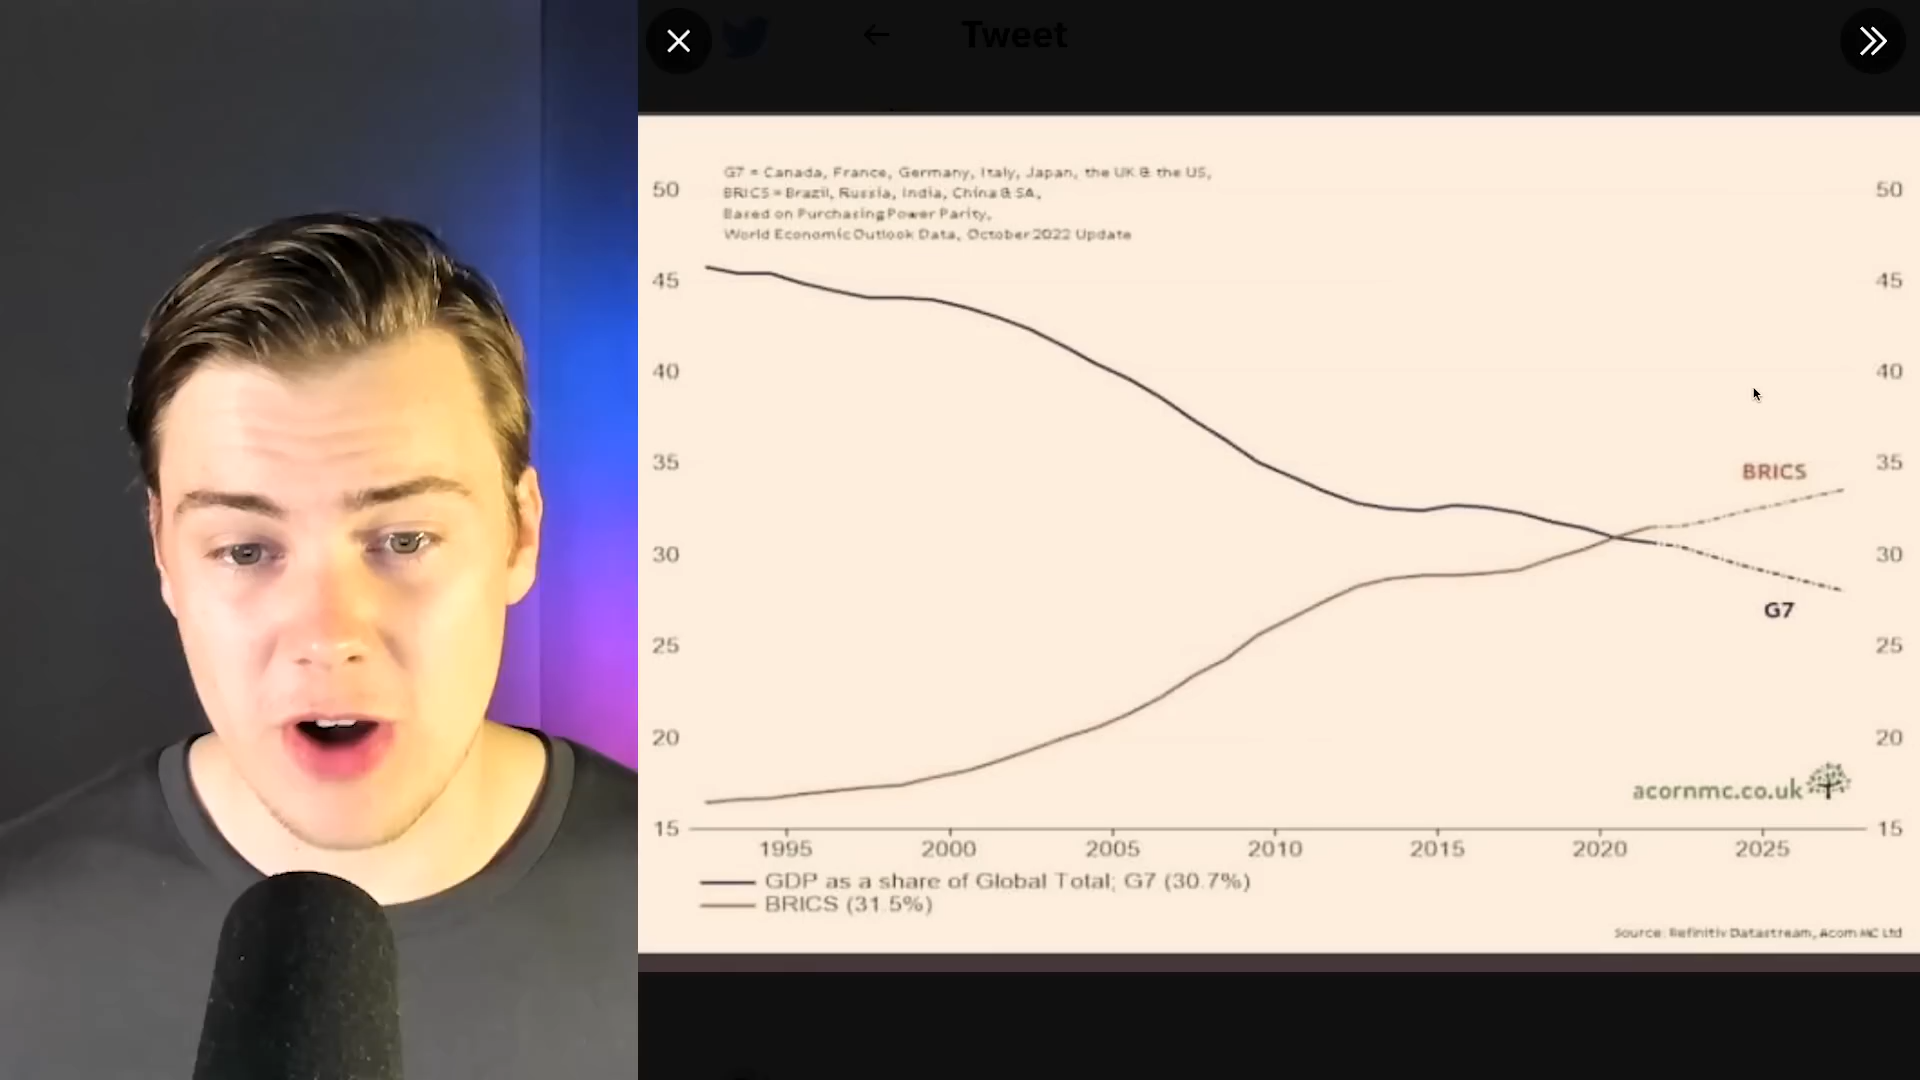 Tweet
G7 = Canada, France, Germany, Italy, Japan, the UK & the US,
BRICS = Brazil, Russia, India, China & SA,
Based on Purchasing Power Parity,
World Economic Outlook Data, October 2022 Update
50 50
45 45
40 40
35 35
BRICS
30 30
G7
25 25
20 20
acornmc.co.uk
15 15
1995 2000 2005 2010 2015 2020 2025
GDP as a share of Global Total; G7 (30.7%)
BRICS (31.5%)
Source: Refinitiv Datastream, Acorn MC Ltd